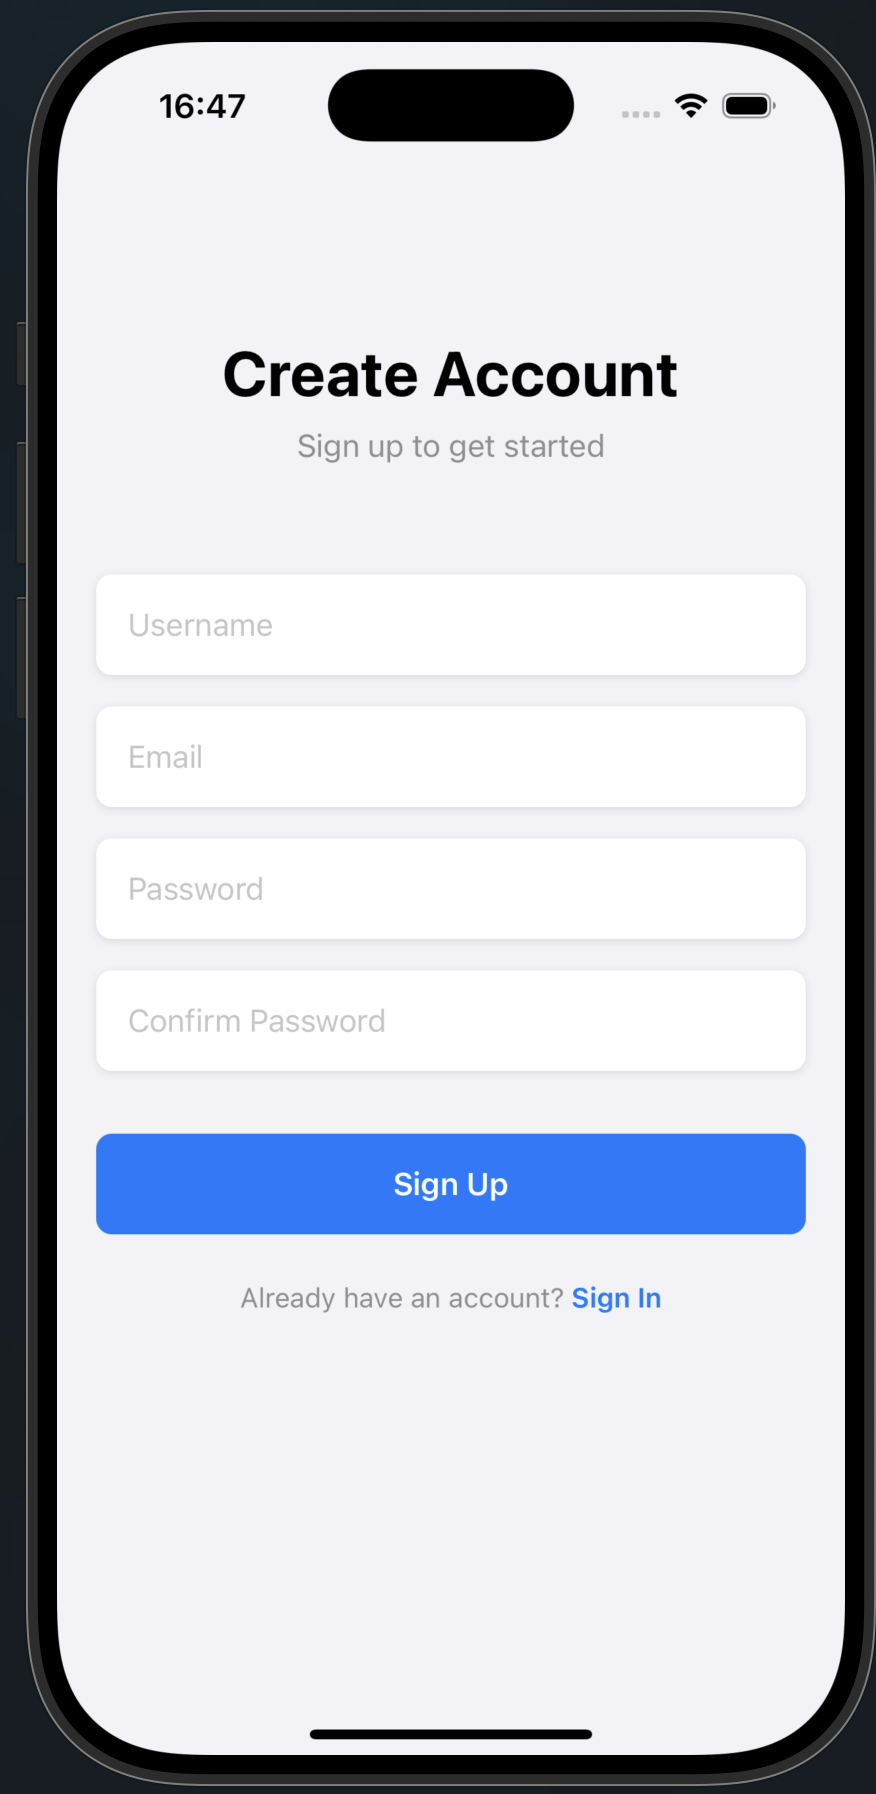 16:47
Create Account
Sign up to get started
Username
Email
Password
Confirm Password
Sign Up
Already have an account? Sign In